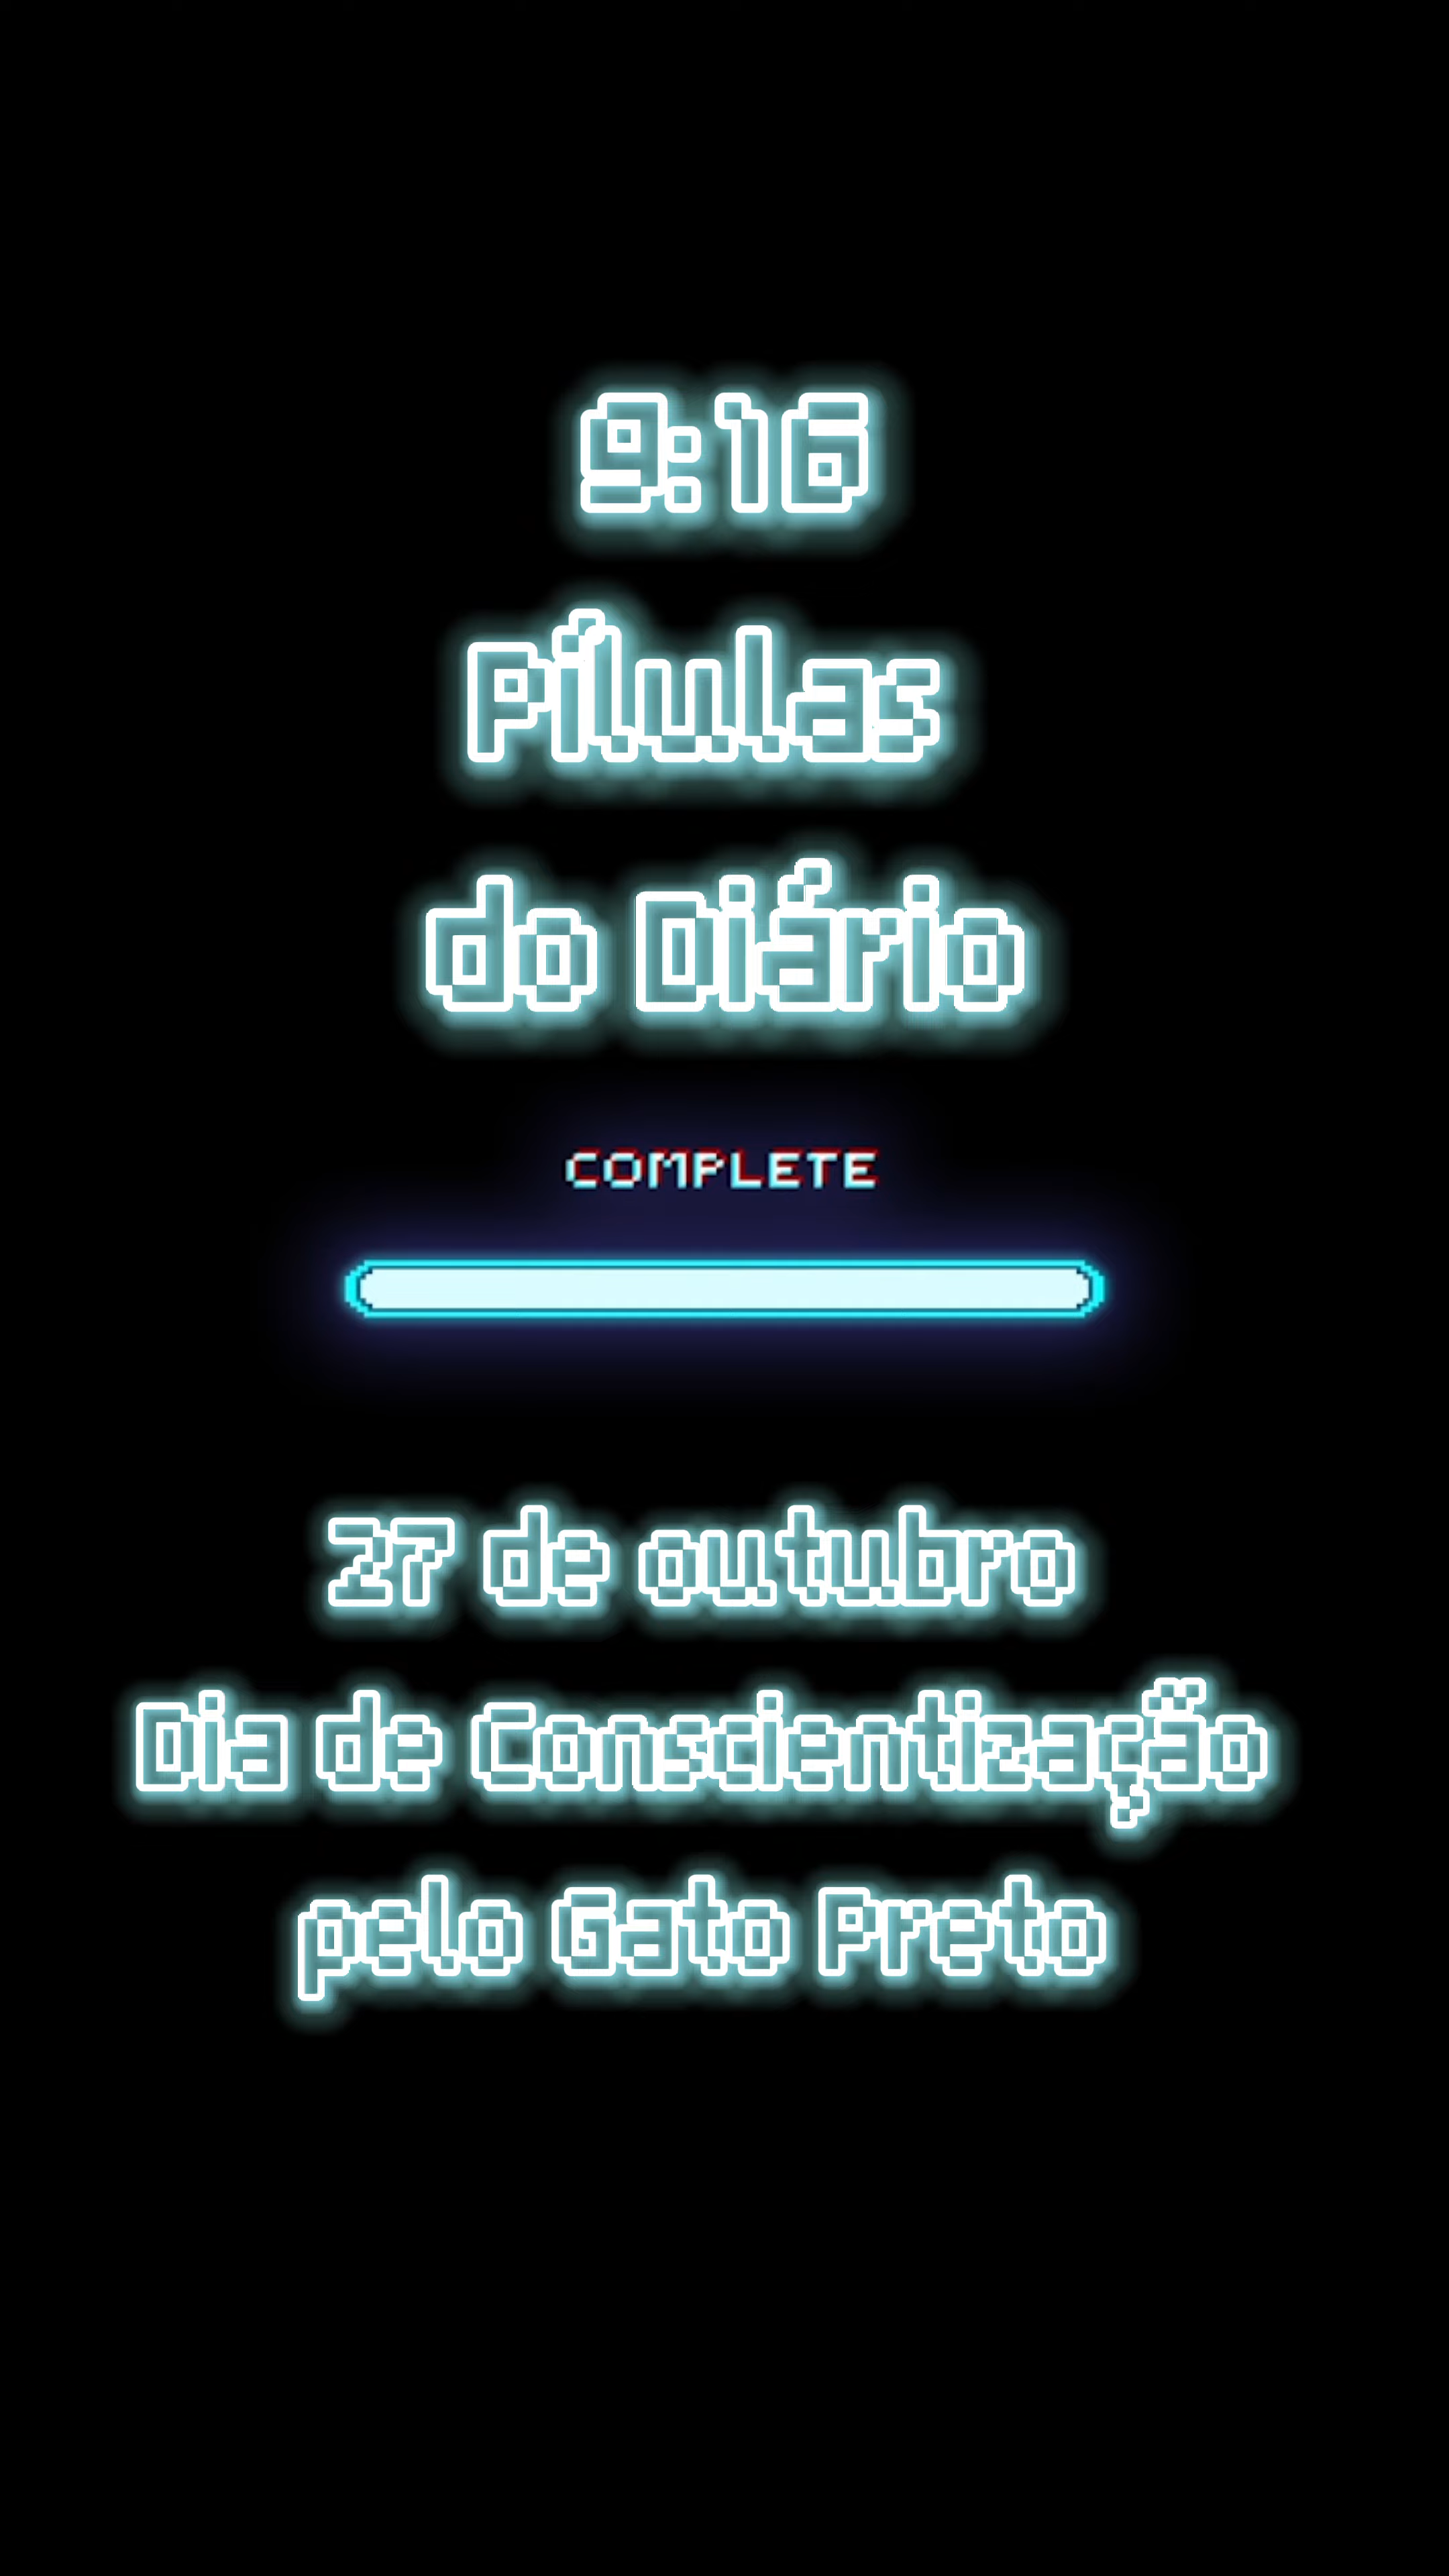 9:16
Pílulas
do Diário
COMPLETE
27 de outubro
Dia de Conscientização
pelo Gato Preto